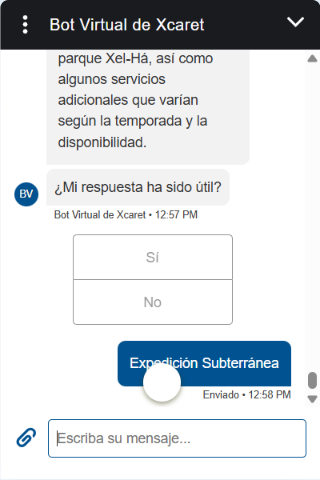 Bot Virtual de Xcaret
parque Xel-Há, así como
algunos servicios
adicionales que varían
según la temporada y la
disponibilidad.
¿Mi respuesta ha sido útil?
BV
Bot Virtual de Xcaret • 12:57 PM
Sí
No
Expedición Subterránea
Enviado • 12:58 PM
Escriba su mensaje...